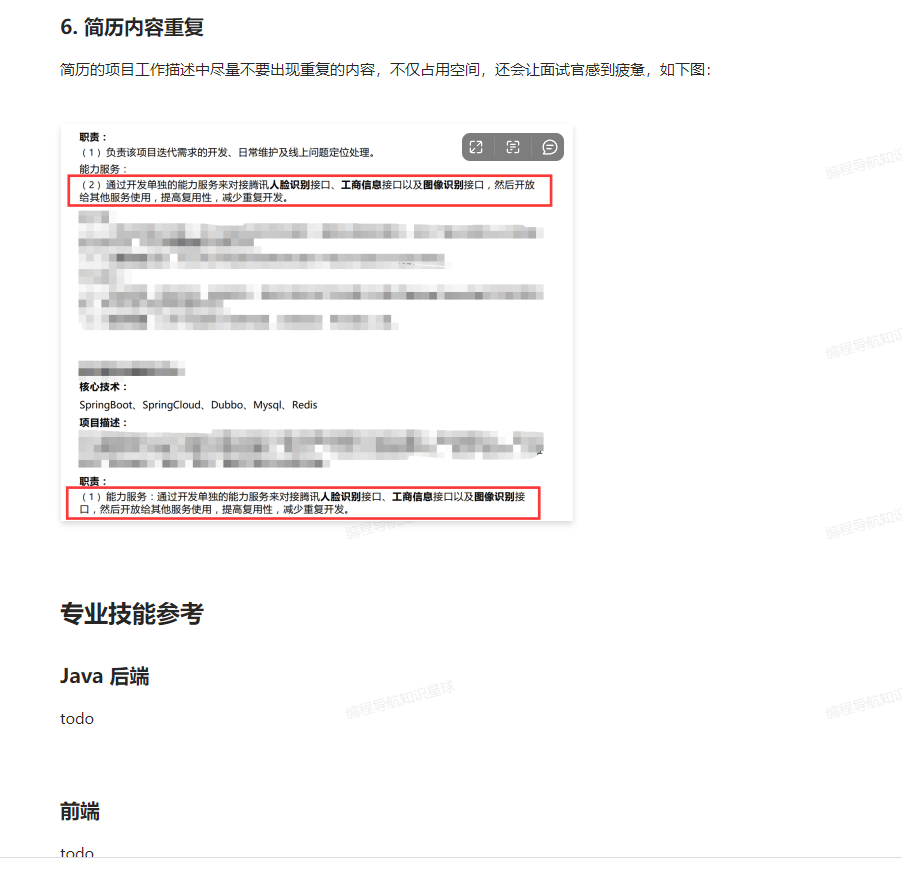 6. 简历内容重复
简历的项目工作描述中尽量不要出现重复的内容，不仅占用空间，还会让面试官感到疲惫，如下图：
职责：
（1）负责该项目迭代需求的开发、日常维护及线上问题定位处理。
能力服务：
（2）通过开发单独的能力服务来对接腾讯人脸识别接口、工商信息接口以及图像识别接口，然后开放
给其他服务使用，提高复用性，减少重复开发。
核心技术：
SpringBoot、SpringCloud、Dubbo、Mysql、Redis
项目描述：
职责：
（1）能力服务：通过开发单独的能力服务来对接腾讯人脸识别接口、工商信息接口以及图像识别接
口，然后开放给其他服务使用，提高复用性，减少重复开发。
专业技能参考
Java 后端
todo
前端
todo
编程导航知识星球